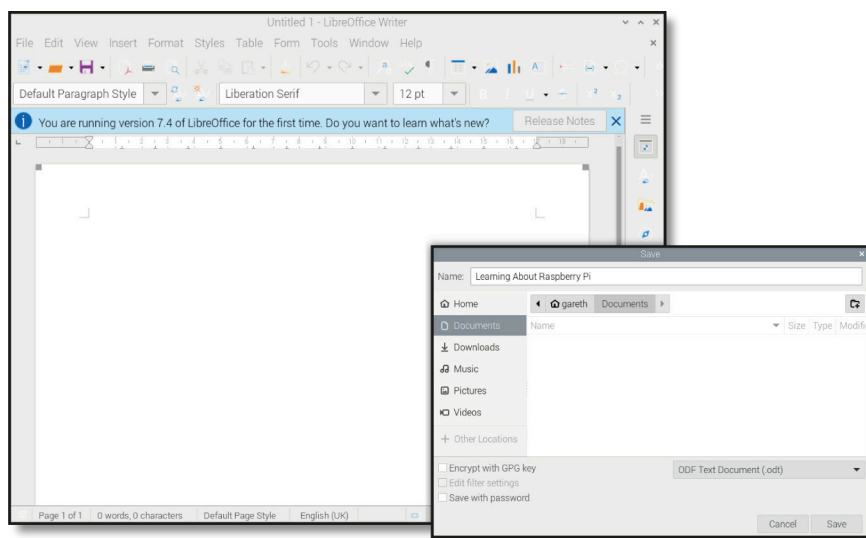 Untitled 1 - LibreOffice Writer
File Edit View Insert Format Styles Table Form Tools Window Help
Default Paragraph Style Liberation Serif 12 pt
You are running version 7.4 of LibreOffice for the first time. Do you want to learn what's new? Release Notes
Save
Name: Learning About Raspberry Pi
Home
gareth Documents
Documents
Name Size Type Modifi
Downloads
Music
Pictures
Videos
Other Locations
Encrypt with GPG key
ODF Text Document (.odt)
Edit filter settings
Save with password
Cancel Save
Page 1 of 1 0 words, 0 characters Default Page Style English (UK)